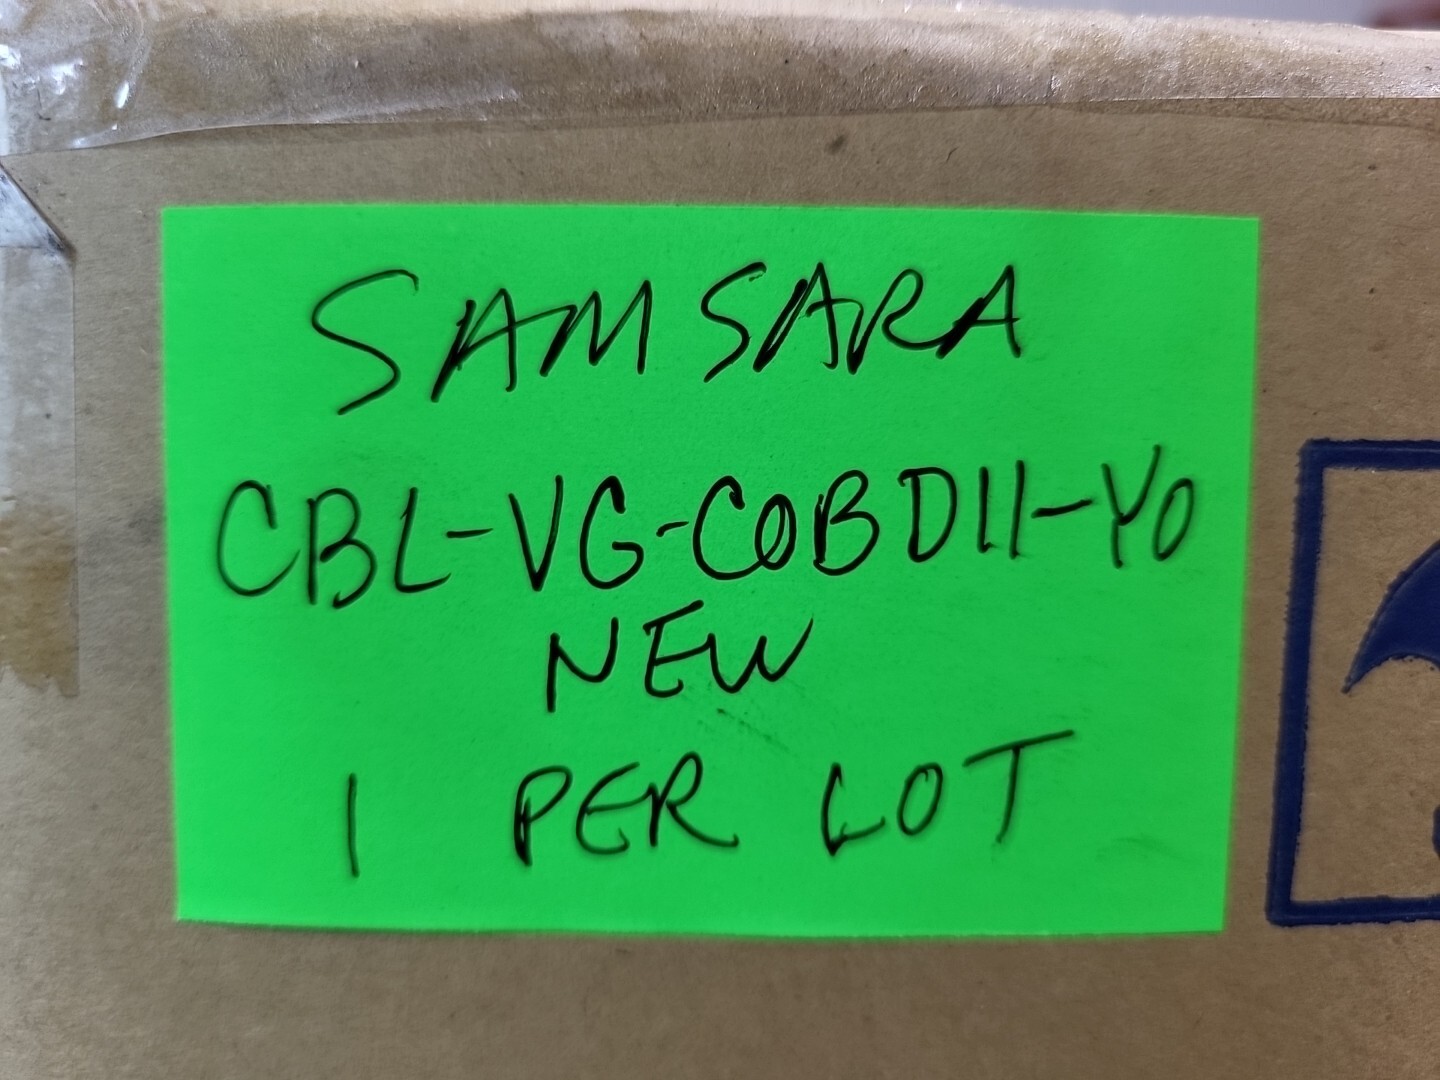 SAMSARA
CBL-VG-COBDII-Y0
NEW
1 PER LOT